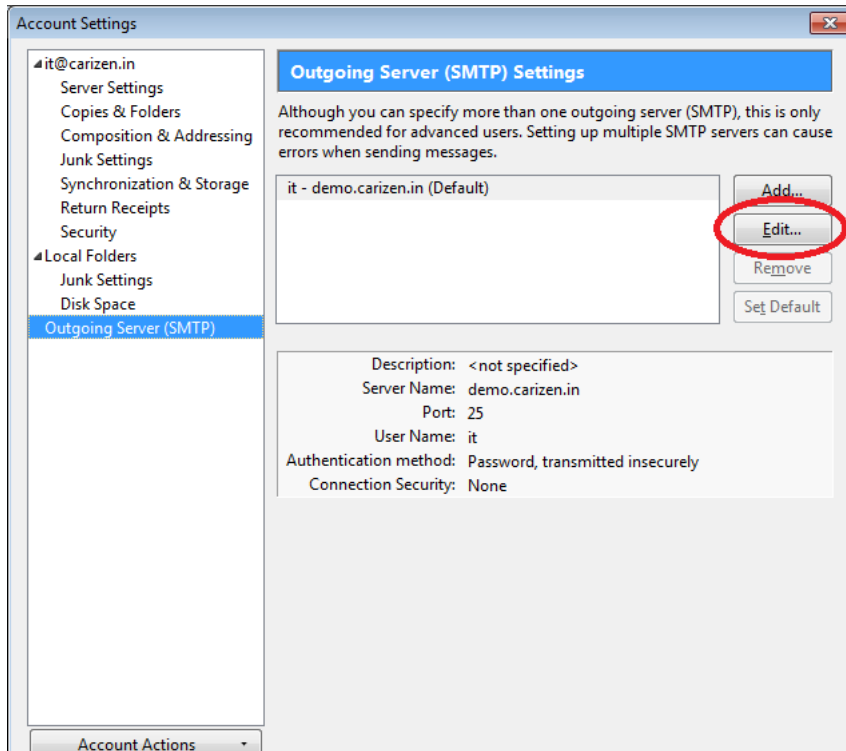 Account Settings
it@carizen.in
Server Settings
Copies & Folders
Composition & Addressing
Junk Settings
Synchronization & Storage
Return Receipts
Security
Local Folders
Junk Settings
Disk Space
Outgoing Server (SMTP)
Account Actions
Outgoing Server (SMTP) Settings
Although you can specify more than one outgoing server (SMTP), this is only
recommended for advanced users. Setting up multiple SMTP servers can cause
errors when sending messages.
it - demo.carizen.in (Default)
Add...
Edit...
Remove
Set Default
Description: <not specified>
Server Name: demo.carizen.in
Port: 25
User Name: it
Authentication method: Password, transmitted insecurely
Connection Security: None